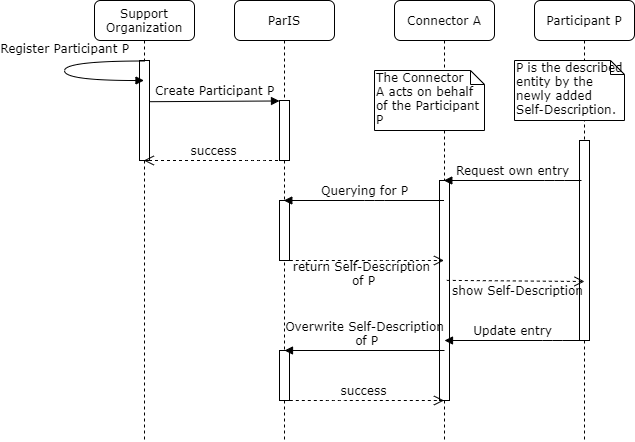 Support
Organization
ParIS
Connector A
Participant P
Register Participant P
The Connector
A acts on behalf
of the Participant
P
P is the described
entity by the
newly added
Self-Description.
Create Participant P
success
Request own entry
Querying for P
return Self-Description
of P
show Self-Description
Overwrite Self-Description
of P
Update entry
success